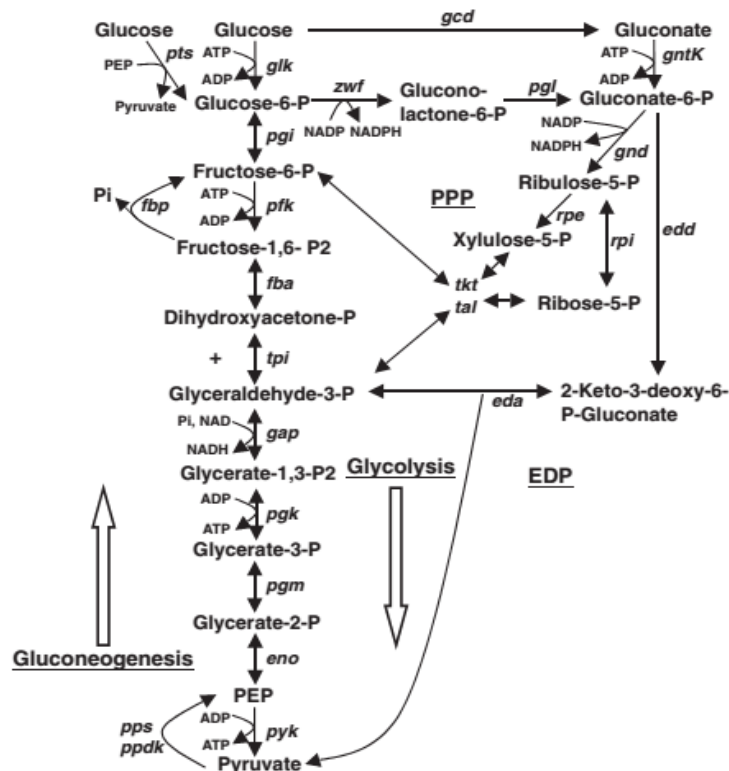 gcd
Glucose Glucose Gluconate
pts ATP ATP gntK
PEP glk
ADP ADP
Pyruvate zwf Glucono- pgl
Glucose-6-P lactone-6-P Gluconate-6-P
NADP NADPH NADP
pgi NADPH gnd
Fructose-6-P
ATP Ribulose-5-P
Pi fbp pfk PPP
ADP rpe
Xylulose-5-P rpi edd
Fructose-1,6- P2
fba tkt
tal Ribose-5-P
Dihydroxyacetone-P
+ tpi
Glyceraldehyde-3-P 2-Keto-3-deoxy-6-
eda P-Gluconate
Pi, NAD
gap
NADH
Glycerate-1,3-P2 Glycolysis EDP
ADP
pgk
ATP
Glycerate-3-P
pgm
Glycerate-2-P
Gluconeogenesis eno
PEP
pps ADP
ppdk pyk
ATP
Pyruvate